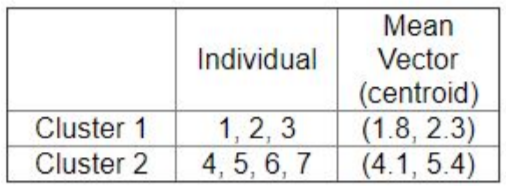 Individual
Mean
Vector
(centroid)
Cluster 1
1, 2, 3
(1.8, 2.3)
Cluster 2
4, 5, 6, 7
(4.1, 5.4)